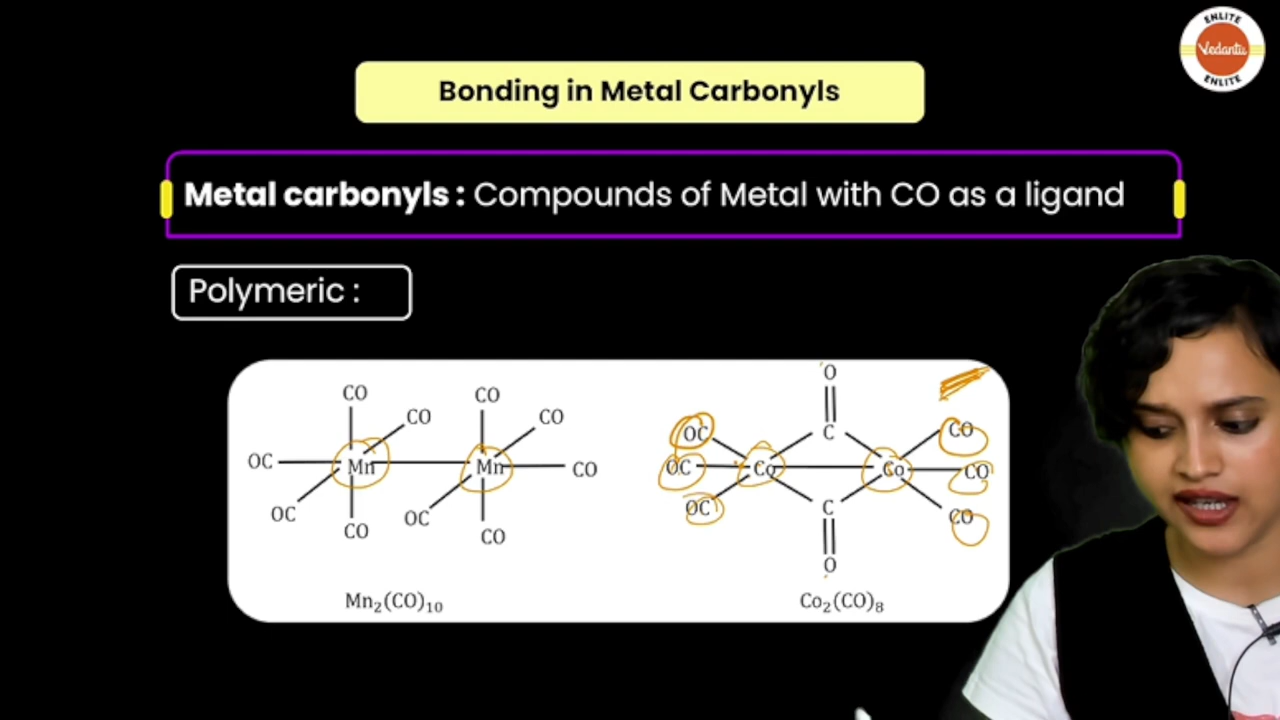 ENLITE
Vedantu
ENLITE
Bonding in Metal Carbonyls
Metal carbonyls : Compounds of Metal with CO as a ligand
Polymeric :
CO CO
CO CO
OC Mn Mn CO
OC OC
CO CO
Mn₂(CO)₁₀
O
C
OC CO
OC Co Co CO
OC CO
C
O
Co₂(CO)₈